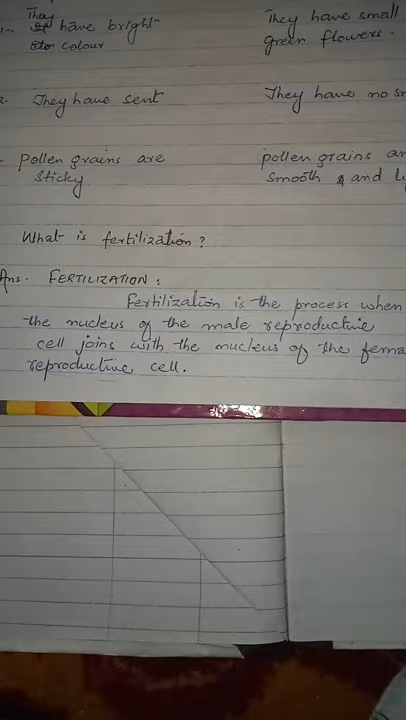 They have bright
colour
They have small
green flowers.
They have sent
They have no
Pollen grains are
sticky
pollen grains
smooth and
What is fertilization?
Ans. FERTILIZATION:
Fertilization is the process when
the nucleus of the male reproductive
cell joins with the nucleus of the
reproductive cell.